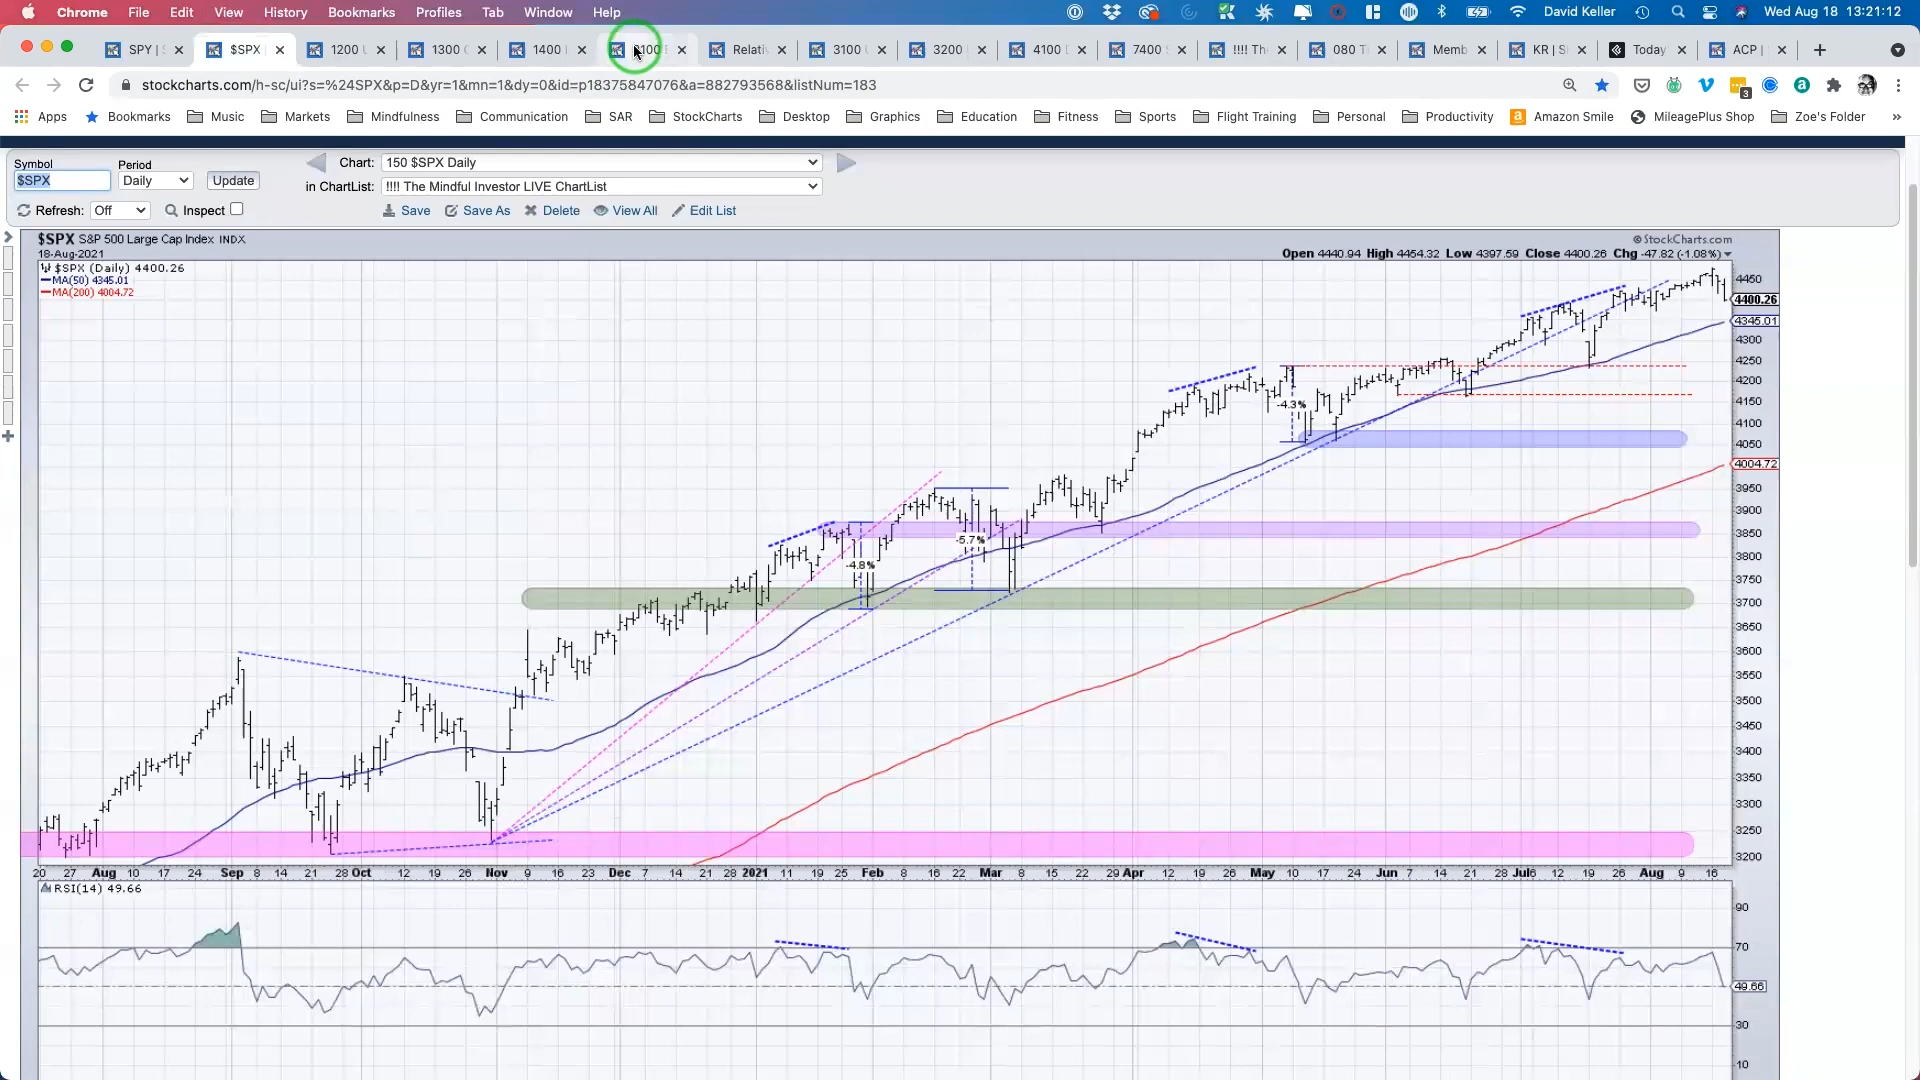 Chrome File Edit View History Bookmarks Profiles Tab Window Help David Keller Wed Aug 18 13:21:12
SPY | $SPX 1200 1300 1400 Relati 3100 3200 4100 7400 !!!! Th 080 T Memb KR | S Today ACP |
stockcharts.com/h-sc/ui?s=%24SPX&p=D&yr=1&mn=1&dy=0&id=p18375847076&a=882793568&listNum=183
3
Apps Bookmarks Music Markets Mindfulness Communication SAR StockCharts Desktop Graphics Education Fitness Sports Flight Training Personal Productivity Amazon Smile MileagePlus Shop Zoe's Folder »
Symbol Period Chart: 150 $SPX Daily
$SPX Daily Update in ChartList: !!!! The Mindful Investor LIVE ChartList
Refresh: Off Inspect Save Save As Delete View All Edit List
$SPX S&P 500 Large Cap Index INDX © StockCharts.com
18-Aug-2021 Open 4440.94 High 4454.32 Low 4397.59 Close 4400.26 Chg -47.82 (-1.08%)
$SPX (Daily) 4400.26
MA(50) 4345.01
MA(200) 4004.72
4450
4400.26
4345.01
4300
4250
4200
4150
4100
4050
4004.72
3950
3900
3850
3800
3750
3700
3650
3600
3550
3500
3450
3400
3350
3300
3250
3200
-4.3%
-5.7%
-4.8%
20 27 Aug 10 17 24 Sep 8 14 21 28 Oct 12 19 26 Nov 9 16 23 Dec 7 14 21 28 2021 11 19 25 Feb 8 16 22 Mar 8 15 22 29 Apr 12 19 26 May 10 17 24 Jun 7 14 21 28 Jul 6 12 19 26 Aug 9 16
RSI(14) 49.66
90
70
49.66
30
10